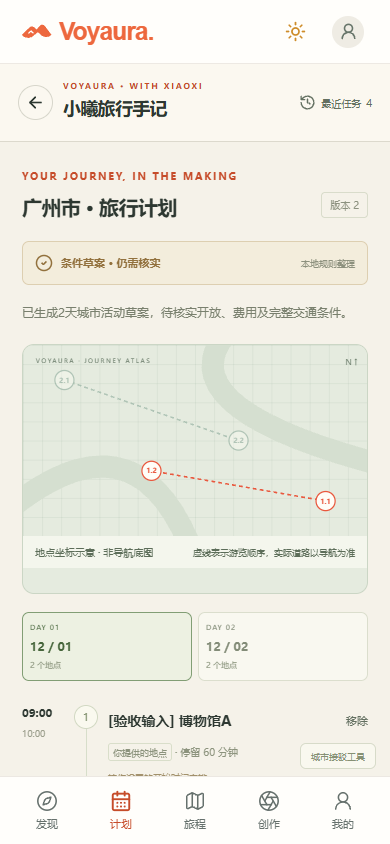 Voyaura.
VOYAURA • WITH XIAOXI
小曦旅行手记
最近任务 4
YOUR JOURNEY, IN THE MAKING
广州市 • 旅行计划
版本 2
条件草案 • 仍需核实
本地规则整理
已生成2天城市活动草案，待核实开放、费用及完整交通条件。
VOYAURA · JOURNEY ATLAS
N↑
2.1
2.2
1.2
1.1
地点坐标示意 · 非导航底图
虚线表示游览顺序，实际道路以导航为准
DAY 01
12 / 01
2 个地点
DAY 02
12 / 02
2 个地点
09:00
10:00
1
[验收输入] 博物馆A
移除
你提供的地点 · 停留 60 分钟
城市接驳工具
发现
计划
旅程
创作
我的